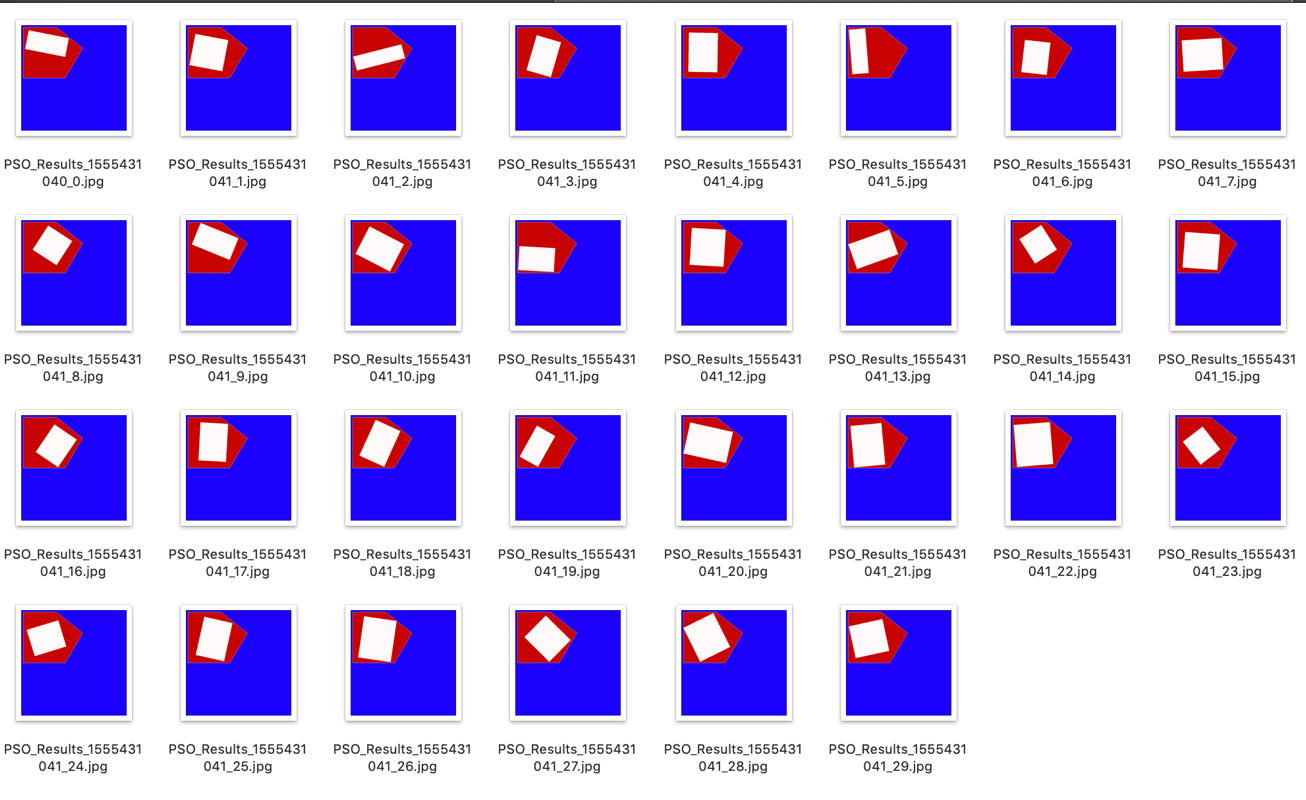 PSO_Results_1555431
040_0.jpg
PSO_Results_1555431
041_1.jpg
PSO_Results_1555431
041_2.jpg
PSO_Results_1555431
041_3.jpg
PSO_Results_1555431
041_4.jpg
PSO_Results_1555431
041_5.jpg
PSO_Results_1555431
041_6.jpg
PSO_Results_1555431
041_7.jpg
PSO_Results_1555431
041_8.jpg
PSO_Results_1555431
041_9.jpg
PSO_Results_1555431
041_10.jpg
PSO_Results_1555431
041_11.jpg
PSO_Results_1555431
041_12.jpg
PSO_Results_1555431
041_13.jpg
PSO_Results_1555431
041_14.jpg
PSO_Results_1555431
041_15.jpg
PSO_Results_1555431
041_16.jpg
PSO_Results_1555431
041_17.jpg
PSO_Results_1555431
041_18.jpg
PSO_Results_1555431
041_19.jpg
PSO_Results_1555431
041_20.jpg
PSO_Results_1555431
041_21.jpg
PSO_Results_1555431
041_22.jpg
PSO_Results_1555431
041_23.jpg
PSO_Results_1555431
041_24.jpg
PSO_Results_1555431
041_25.jpg
PSO_Results_1555431
041_26.jpg
PSO_Results_1555431
041_27.jpg
PSO_Results_1555431
041_28.jpg
PSO_Results_1555431
041_29.jpg